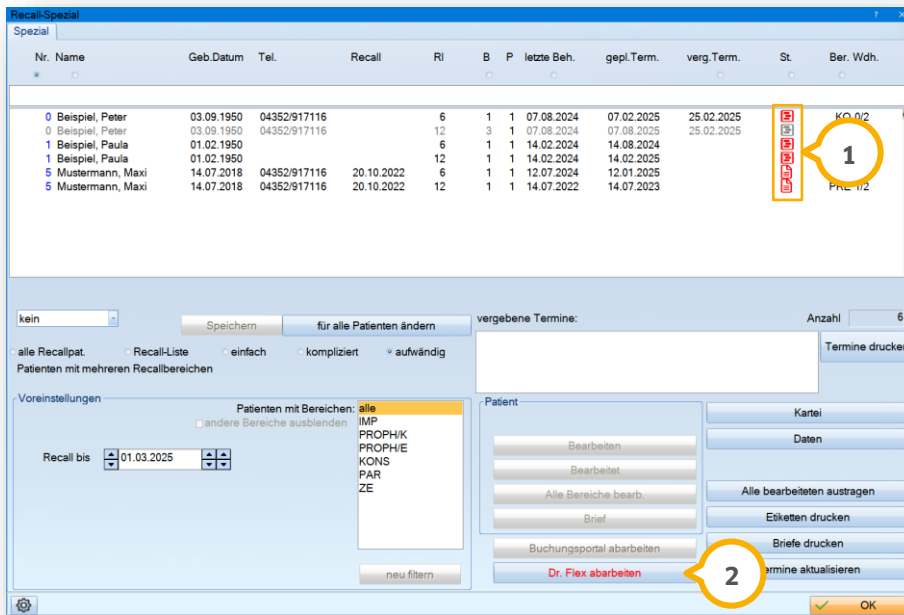 Recall-Spezial ? ×
Spezial
Nr. Name Geb.Datum Tel. Recall RI B P letzte Beh. gepl.Term. verg.Term. St. Ber. Wdh.
0 Beispiel, Peter 03.09.1950 04352/917116 6 1 1 07.08.2024 07.02.2025 25.02.2025 KO 0/2
0 Beispiel, Peter 03.09.1950 04352/917116 12 3 1 07.08.2024 07.08.2025 25.02.2025
1 Beispiel, Paula 01.02.1950 6 1 1 14.02.2024 14.08.2024
1 Beispiel, Paula 01.02.1950 12 1 1 14.02.2024 14.02.2025
5 Mustermann, Maxi 14.07.2018 04352/917116 20.10.2022 6 1 1 12.07.2024 12.01.2025
5 Mustermann, Maxi 14.07.2018 04352/917116 20.10.2022 12 1 1 14.07.2022 14.07.2023
1
kein
Speichern für alle Patienten ändern
vergebene Termine: Anzahl 6
Termine drucke
alle Recallpat. Recall-Liste einfach kompliziert aufwändig
Patienten mit mehreren Recallbereichen
Voreinstellungen
Patienten mit Bereichen: alle
andere Bereiche ausblenden IMP
PROPH/K
PROPH/E
Recall bis 01.03.2025 KONS
PAR
ZE
neu filtern
Patient
Bearbeiten
Bearbeitet
Alle Bereiche bearb.
Brief
Buchungsportal abarbeiten
Dr. Flex abarbeiten
2
Kartei
Daten
Alle bearbeiteten austragen
Etiketten drucken
Briefe drucken
ermine aktualisieren
OK